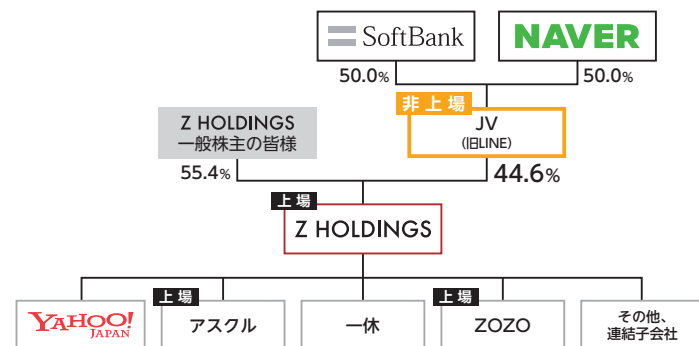 SoftBank
NAVER
50.0%
50.0%
非上場
JV
(旧LINE)
Z HOLDINGS
一般株主の皆様
55.4%
44.6%
上場
Z HOLDINGS
YAHOO!
JAPAN
上場
アスクル
一休
上場
ZOZO
その他、
連結子会社